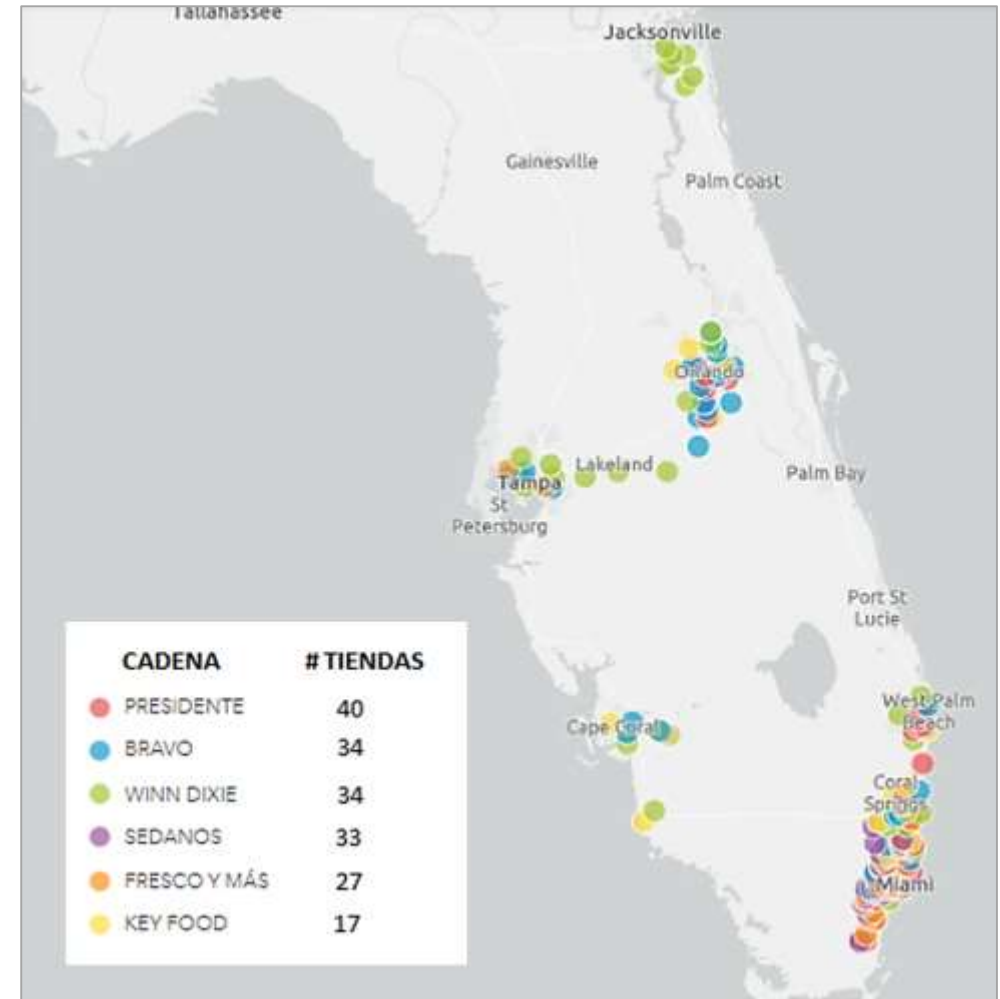 Tallahassee
Jacksonville
Gainesville
Palm Coast
Orlando
Lakeland
Tampa
Palm Bay
St
Petersburg
Port St
Lucie
West Palm
Beach
Cape Coral
Coral
Springs
Miami
CADENA # TIENDAS
PRESIDENTE 40
BRAVO 34
WINN DIXIE 34
SEDANOS 33
FRESCO Y MÁS 27
KEY FOOD 17